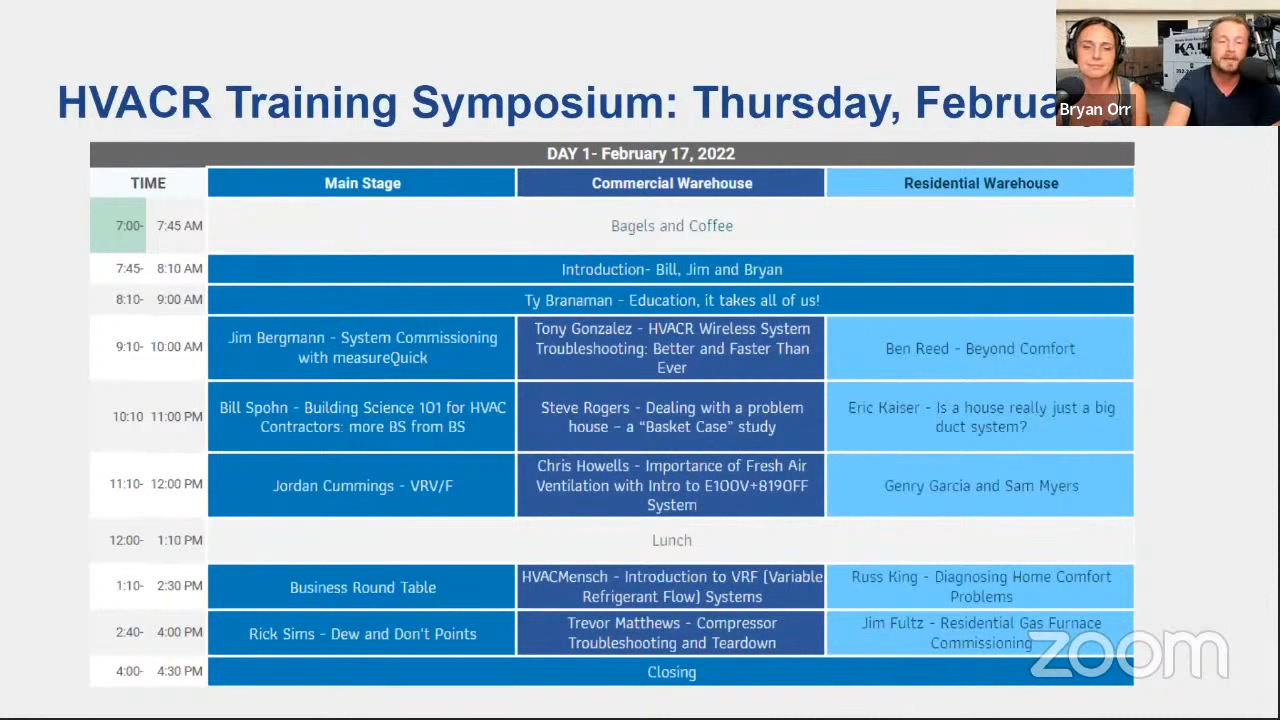 HVACR Training Symposium: Thursday, Februa
Bryan Orr
DAY 1- February 17, 2022
TIME
Main Stage
Commercial Warehouse
Residential Warehouse
7:00- 7:45 AM
Bagels and Coffee
7:45- 8:10 AM
Introduction- Bill, Jim and Bryan
8:10- 9:00 AM
Ty Branaman - Education, it takes all of us!
9:10- 10:00 AM
Jim Bergmann - System Commissioning
with measureQuick
Tony Gonzalez - HVACR Wireless System
Troubleshooting: Better and Faster Than
Ever
Ben Reed - Beyond Comfort
10:10 11:00 PM
Bill Spohn - Building Science 101 for HVAC
Contractors: more BS from BS
Steve Rogers - Dealing with a problem
house – a “Basket Case” study
Eric Kaiser - Is a house really just a big
duct system?
11:10- 12:00 PM
Jordan Cummings - VRV/F
Chris Howells - Importance of Fresh Air
Ventilation with Intro to E100V+8190FF
System
Genry Garcia and Sam Myers
12:00- 1:10 PM
Lunch
1:10- 2:30 PM
Business Round Table
HVACMensch - Introduction to VRF (Variable
Refrigerant Flow) Systems
Russ King - Diagnosing Home Comfort
Problems
2:40- 4:00 PM
Rick Sims - Dew and Don't Points
Trevor Matthews - Compressor
Troubleshooting and Teardown
Jim Fultz - Residential Gas Furnace
Commissioning
4:00- 4:30 PM
Closing
zoom